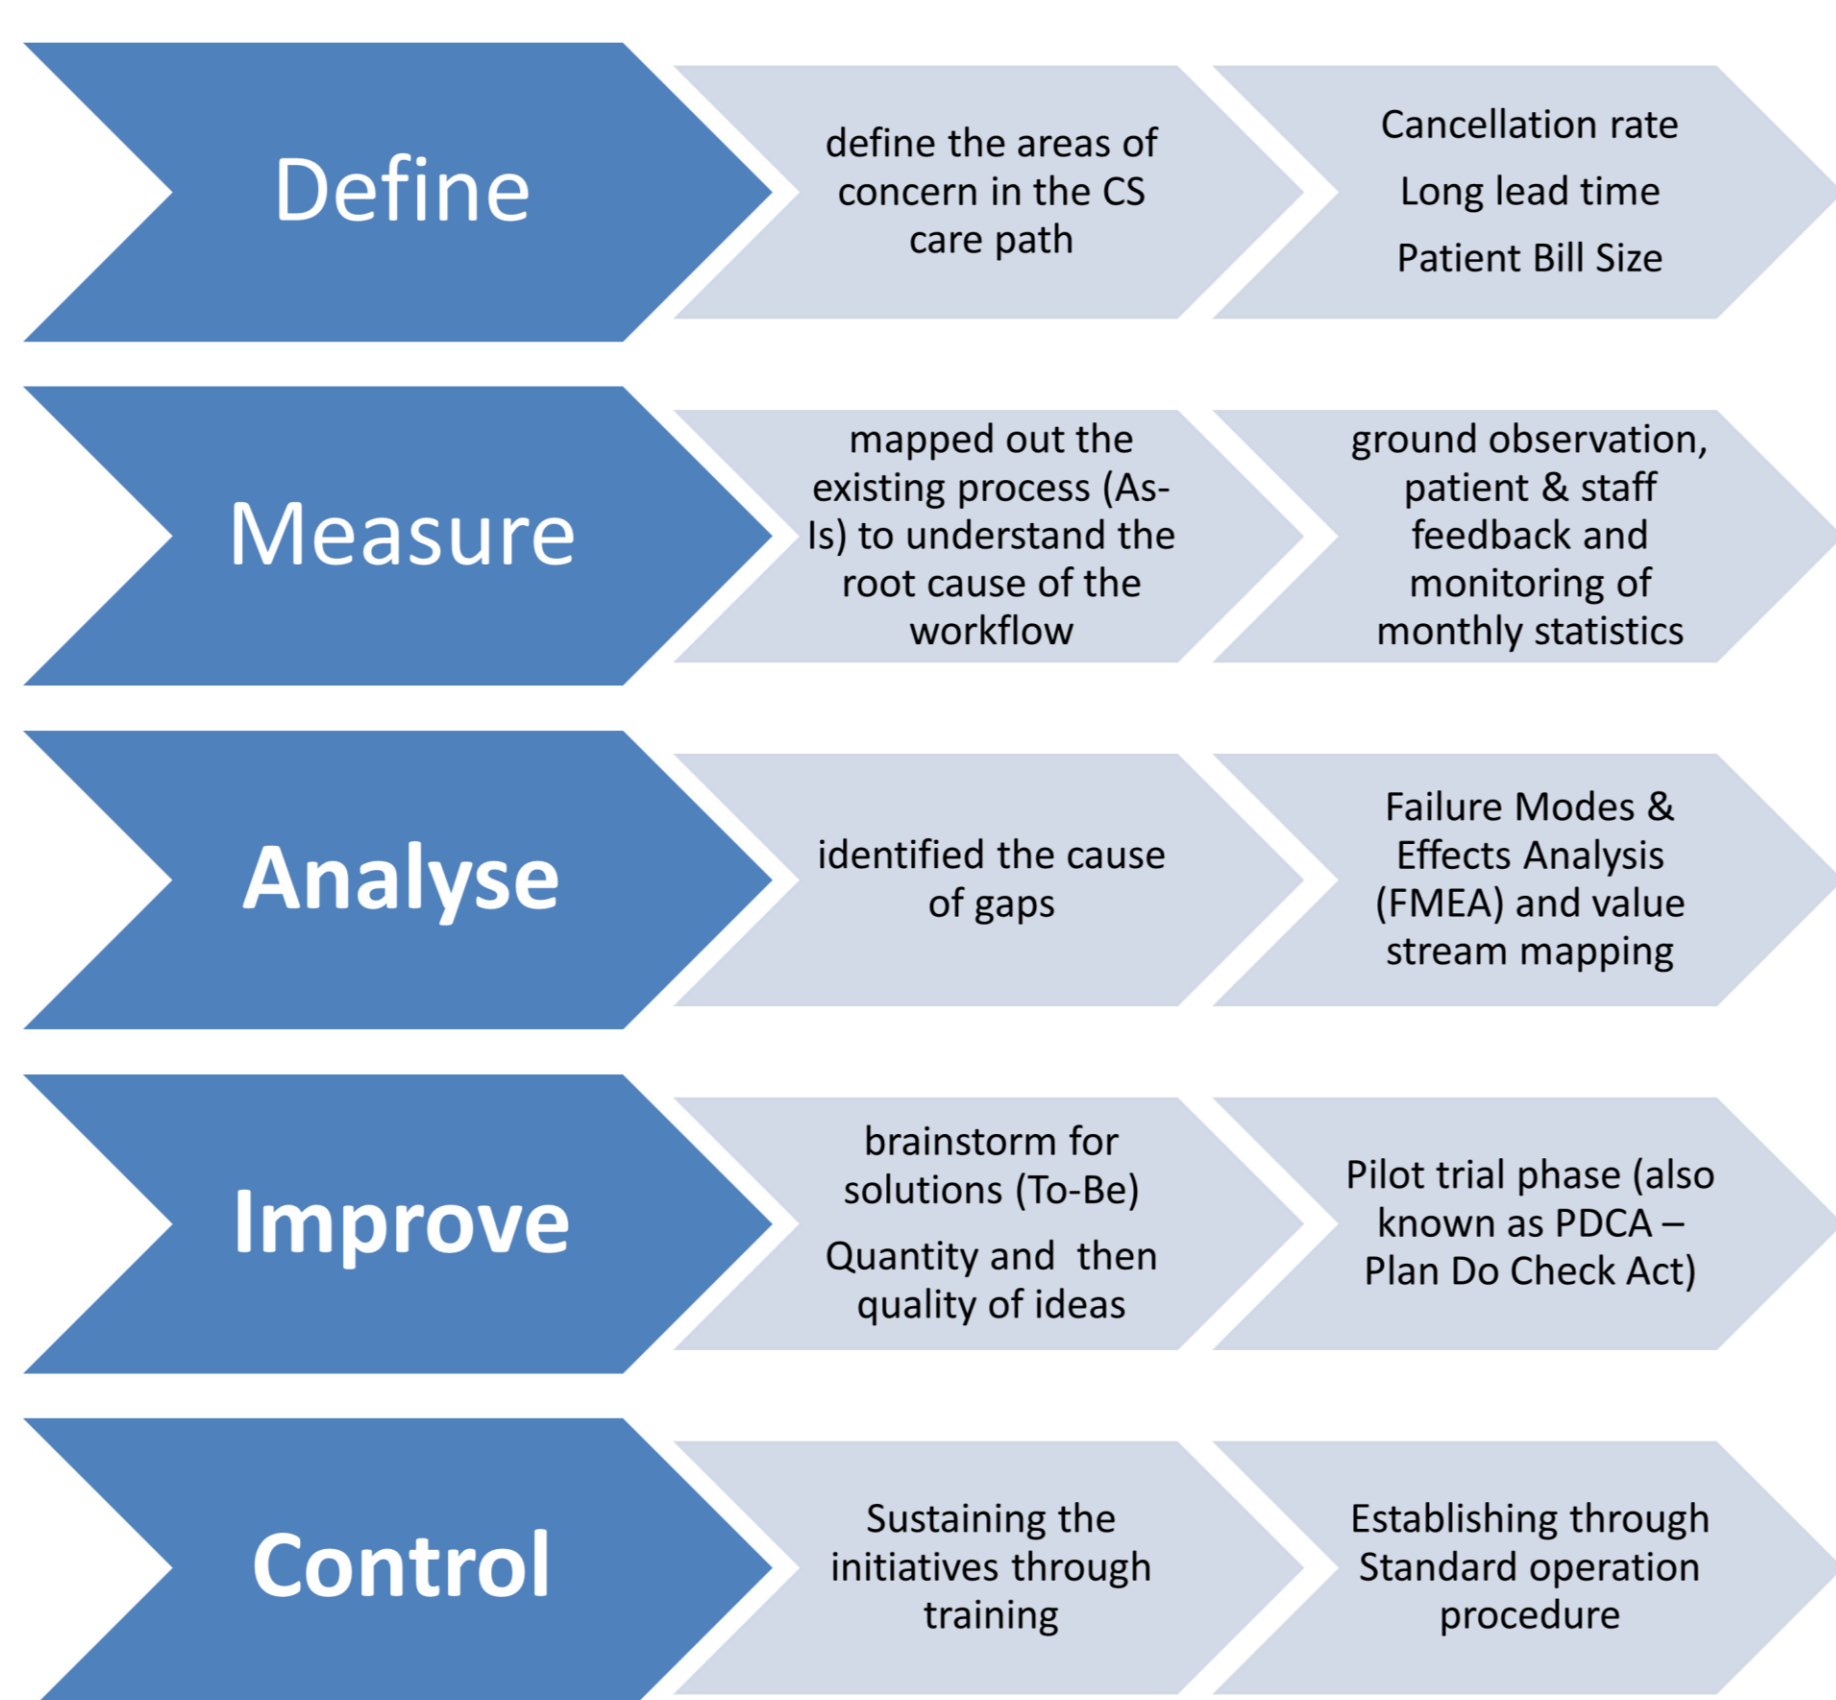 Define
define the areas of
concern in the CS
care path
Cancellation rate
Long lead time
Patient Bill Size
Measure
mapped out the
existing process (As-
Is) to understand the
root cause of the
workflow
ground observation,
patient & staff
feedback and
monitoring of
monthly statistics
Analyse
identified the cause
of gaps
Failure Modes &
Effects Analysis
(FMEA) and value
stream mapping
Improve
brainstorm for
solutions (To-Be)
Quantity and  then
quality of ideas
Pilot trial phase (also
known as PDCA –
Plan Do Check Act)
Control
Sustaining the
initiatives through
training
Establishing through
Standard operation
procedure